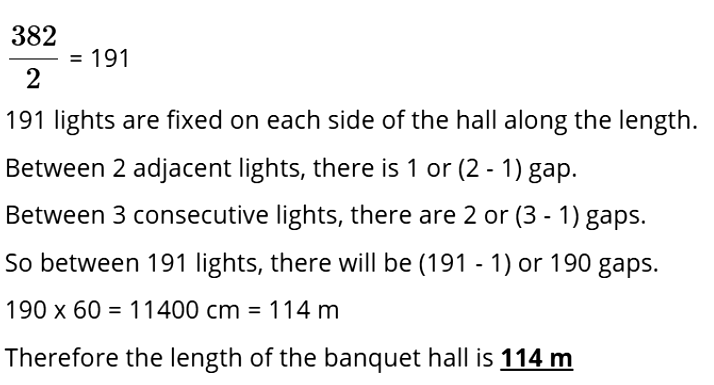 382
2
= 191
191 lights are fixed on each side of the hall along the length.
Between 2 adjacent lights, there is 1 or (2 - 1) gap.
Between 3 consecutive lights, there are 2 or (3 - 1) gaps.
So between 191 lights, there will be (191 - 1) or 190 gaps.
190 x 60 = 11400 cm = 114 m
Therefore the length of the banquet hall is 114 m